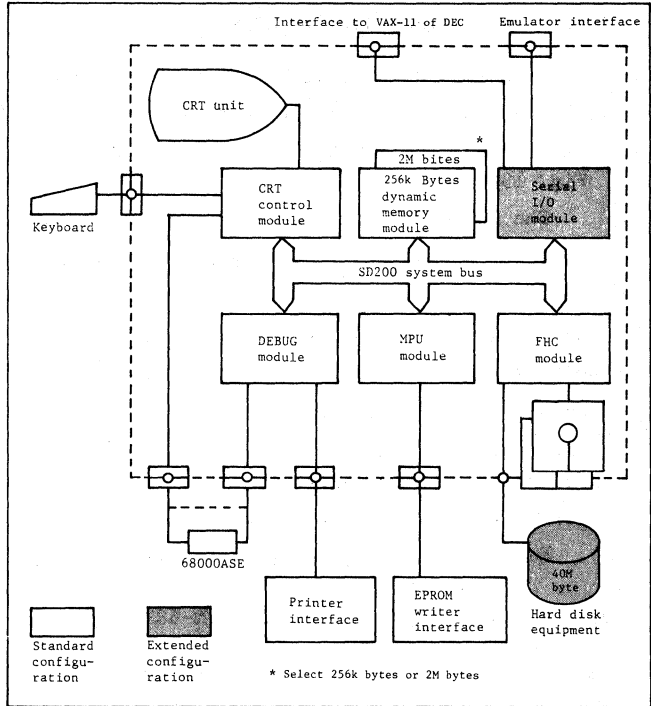 Interface to VAX-11 of DEC
Emulator interface
CRT unit
*
2M bites
256k Bytes
dynamic
memory
module
CRT
control
module
Serial
I/O
module
Keyboard
SD200 system bus
DEBUG
module
MPU
module
FHC
module
68000ASE
Printer
interface
EPROM
writer
interface
40M
byte
Hard disk
equipment
Standard
configu-
ration
Extended
configu-
ration
* Select 256k bytes or 2M bytes